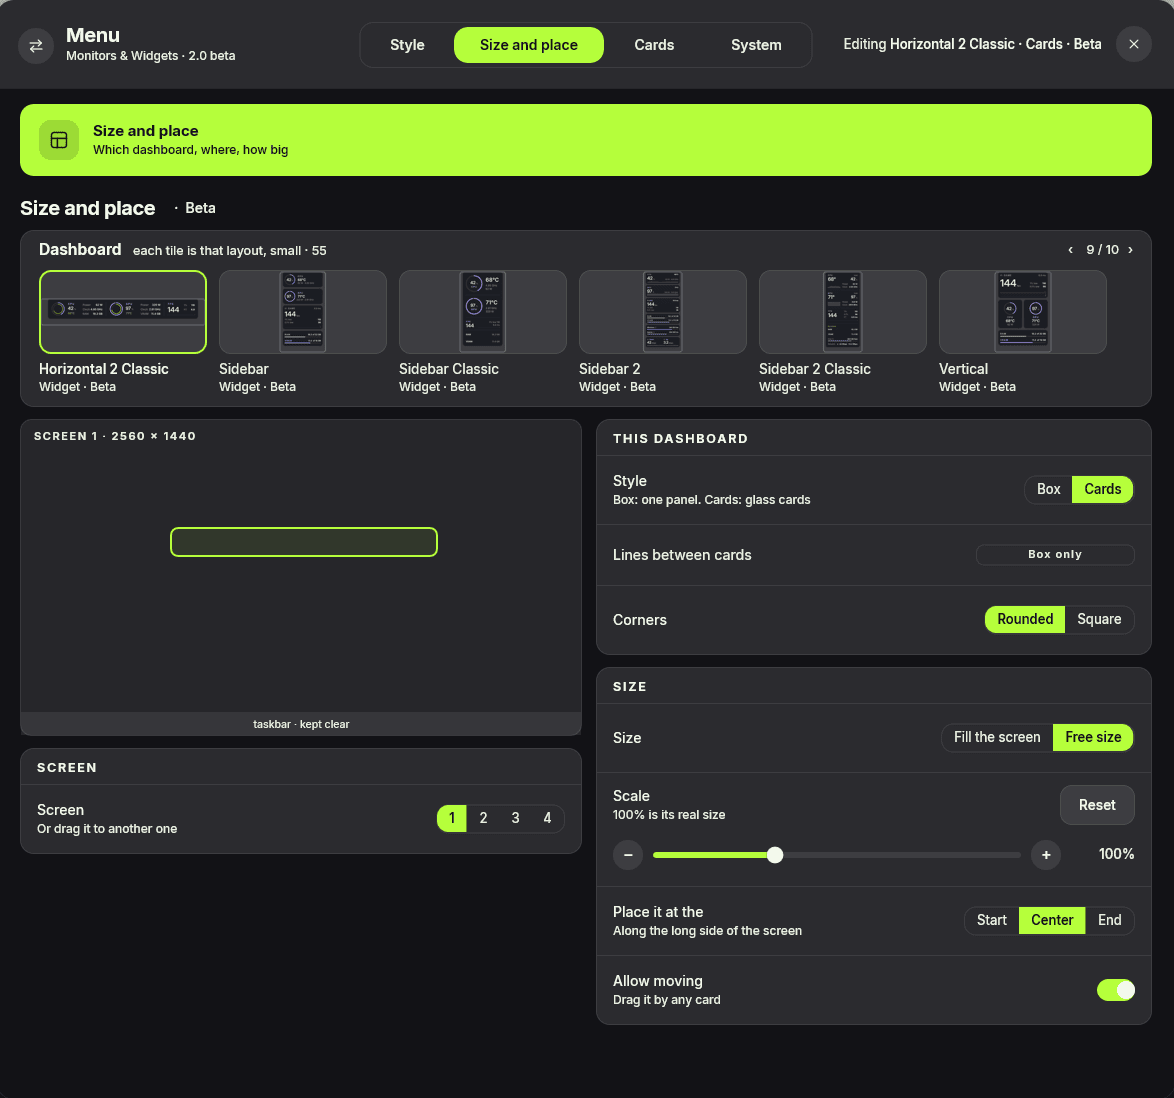 Menu
Monitors & Widgets · 2.0 beta
Style
Size and place
Cards
System
Editing Horizontal 2 Classic · Cards · Beta
Size and place
Which dashboard, where, how big
Size and place · Beta
Dashboard each tile is that layout, small · 55
‹ 9 / 10 ›
Horizontal 2 Classic
Widget · Beta
Sidebar
Widget · Beta
Sidebar Classic
Widget · Beta
Sidebar 2
Widget · Beta
Sidebar 2 Classic
Widget · Beta
Vertical
Widget · Beta
SCREEN 1 · 2560 × 1440
taskbar · kept clear
SCREEN
Screen
Or drag it to another one
1 2 3 4
THIS DASHBOARD
Style
Box: one panel. Cards: glass cards
Box Cards
Lines between cards
Box only
Corners
Rounded Square
SIZE
Size
Fill the screen Free size
Scale
100% is its real size
Reset
− + 100%
Place it at the
Along the long side of the screen
Start Center End
Allow moving
Drag it by any card